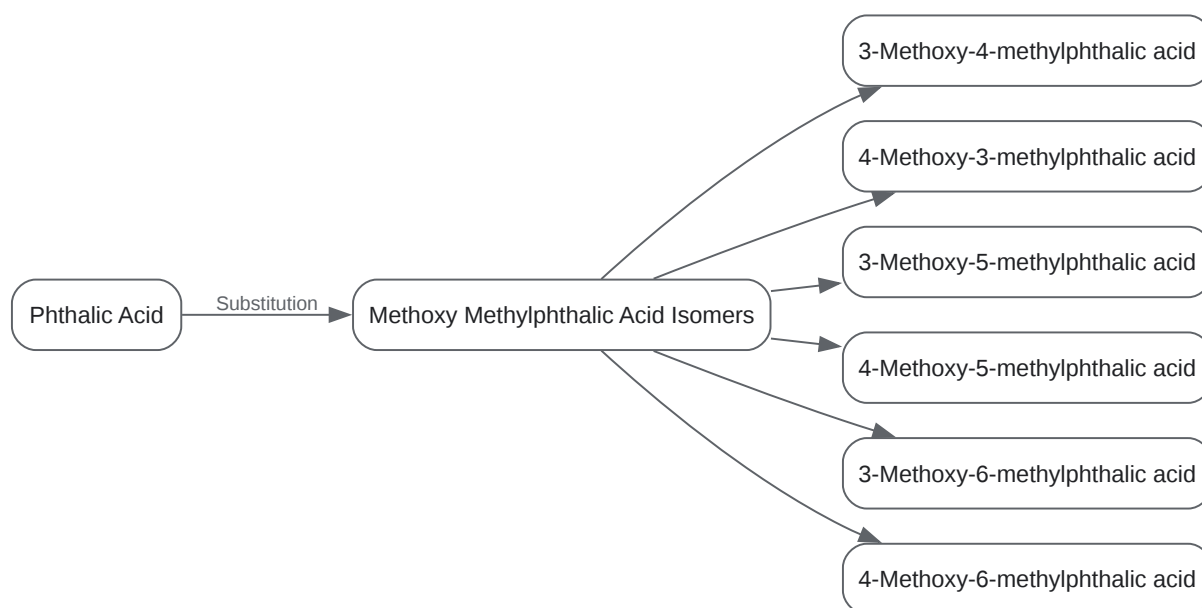 3-Methoxy-4-methylphthalic acid
4-Methoxy-3-methylphthalic acid
3-Methoxy-5-methylphthalic acid
Phthalic Acid
Substitution
Methoxy Methylphthalic Acid Isomers
4-Methoxy-5-methylphthalic acid
3-Methoxy-6-methylphthalic acid
4-Methoxy-6-methylphthalic acid